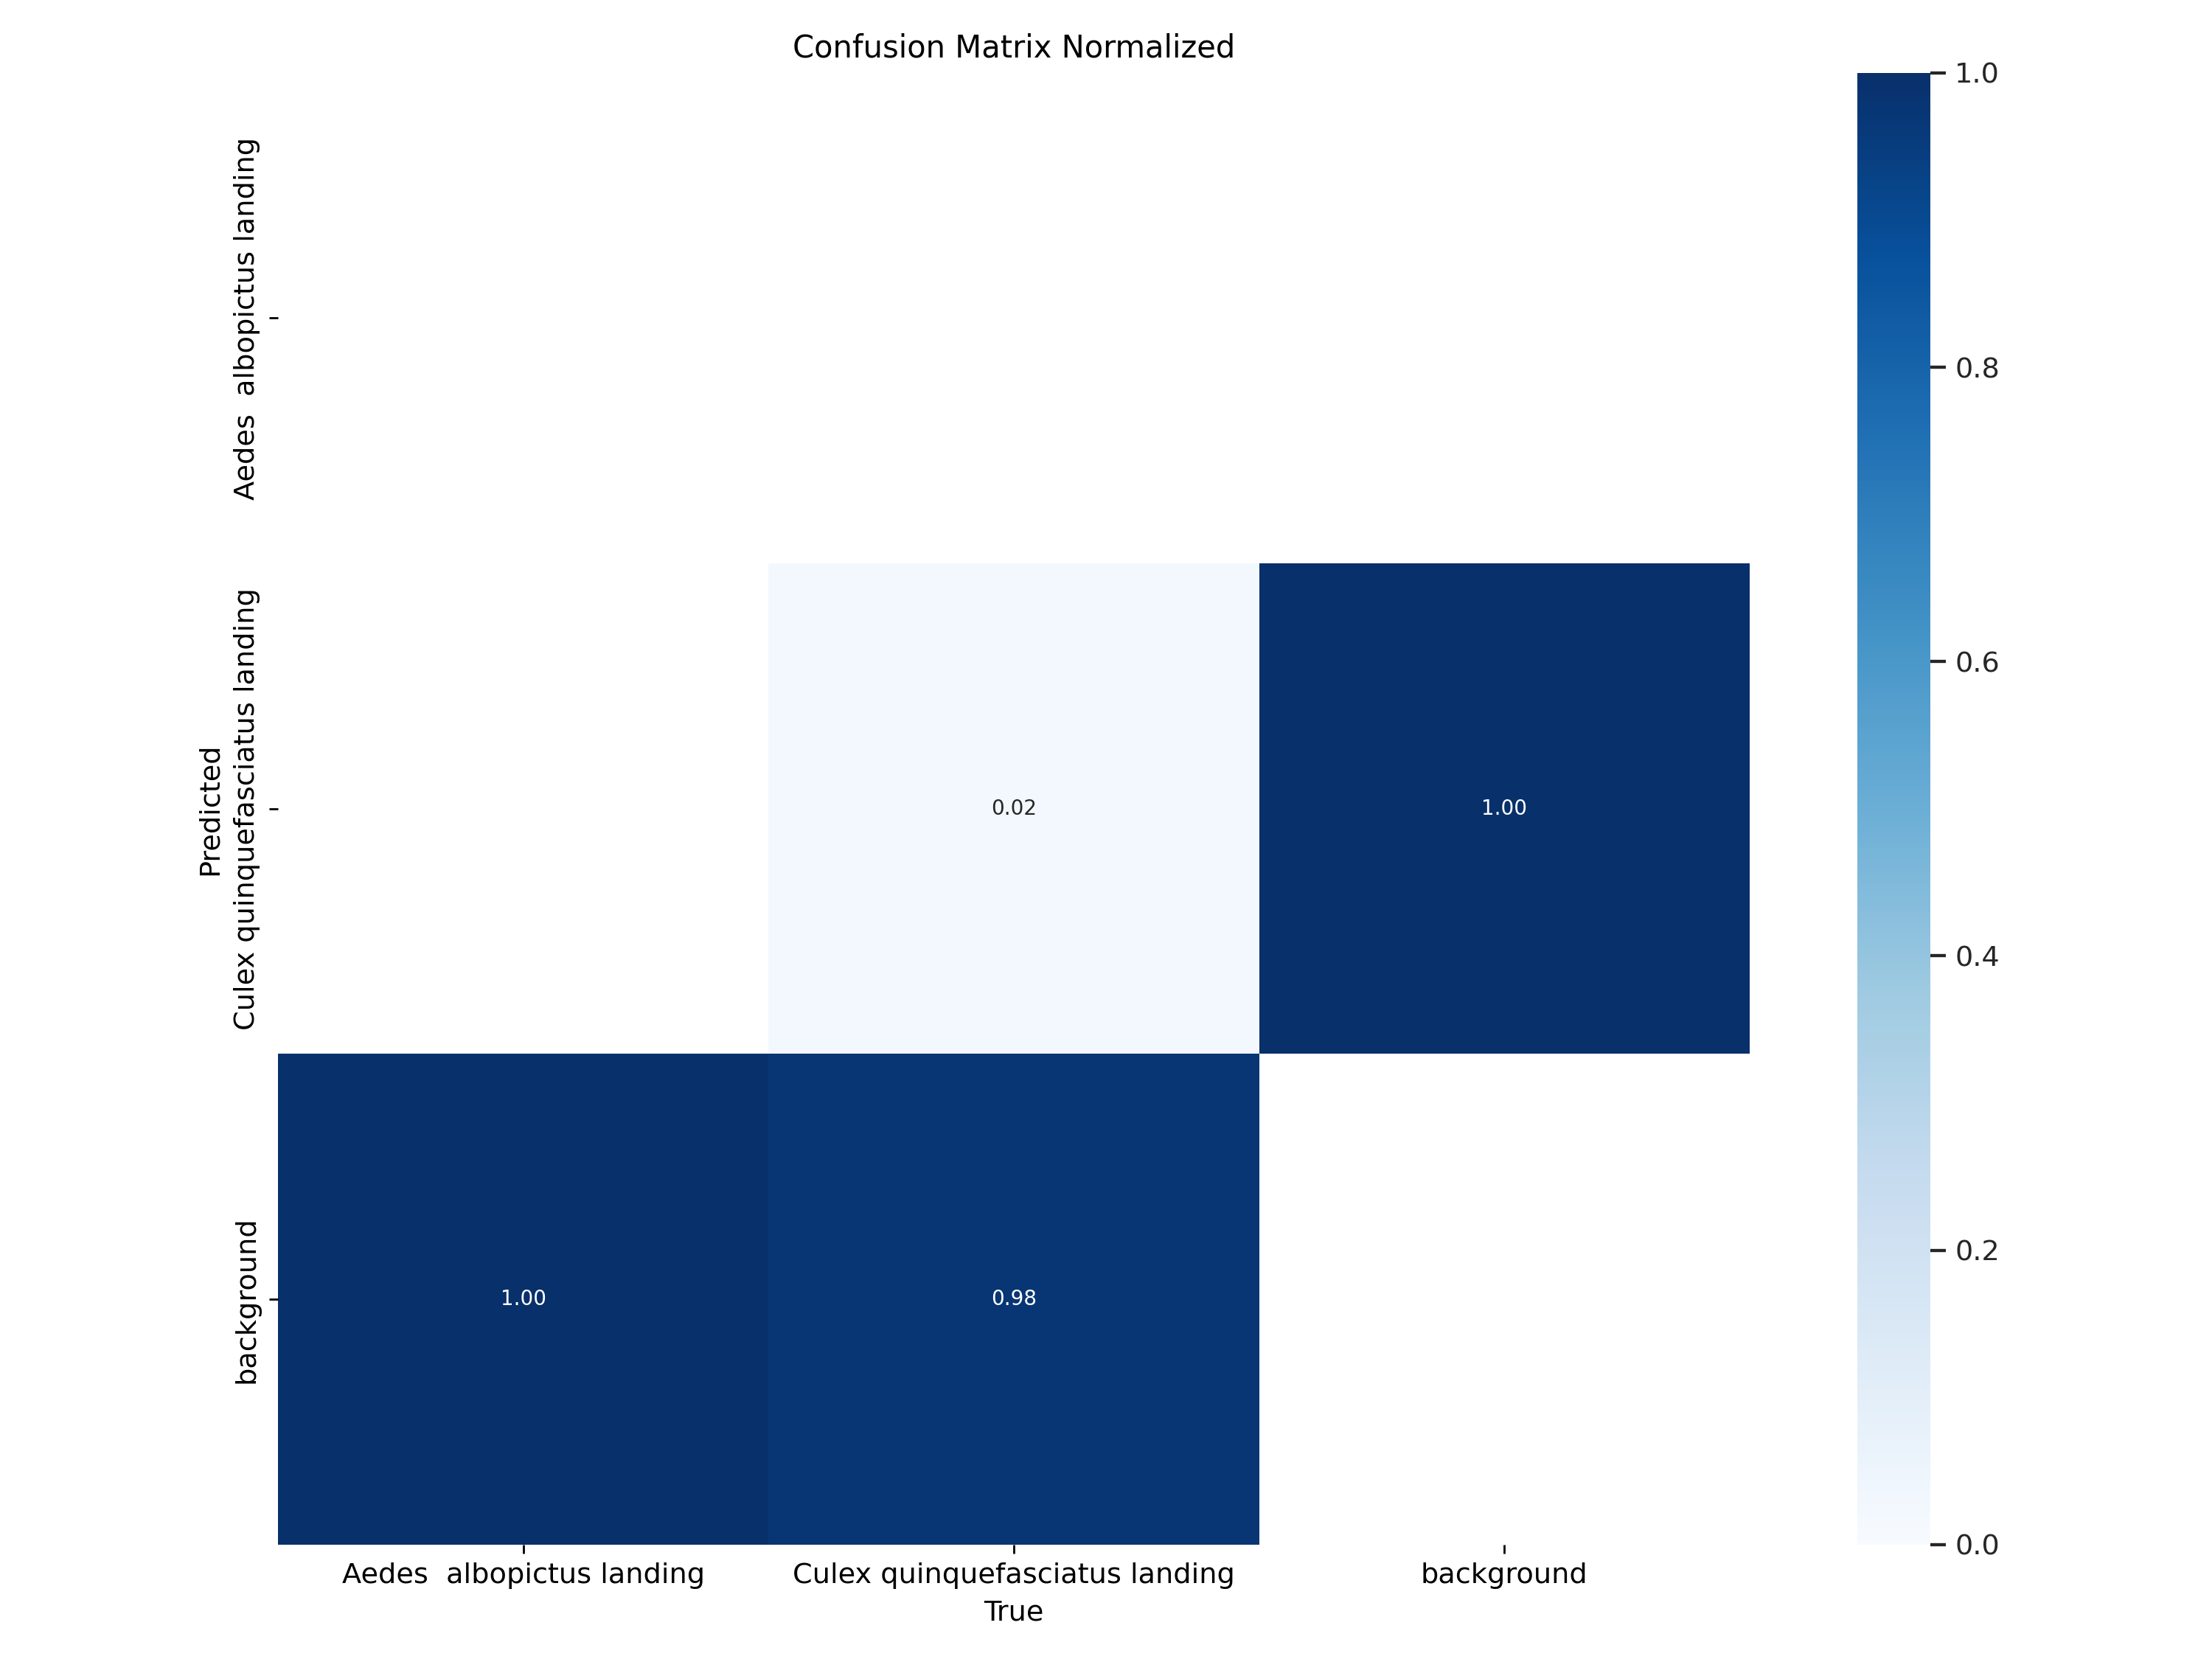 Confusion Matrix Normalized
Aedes  albopictus landing
Culex quinquefasciatus landing
background
Predicted
0.02
1.00
1.00
0.98
Aedes  albopictus landing
Culex quinquefasciatus landing
background
True
1.0
0.8
0.6
0.4
0.2
0.0